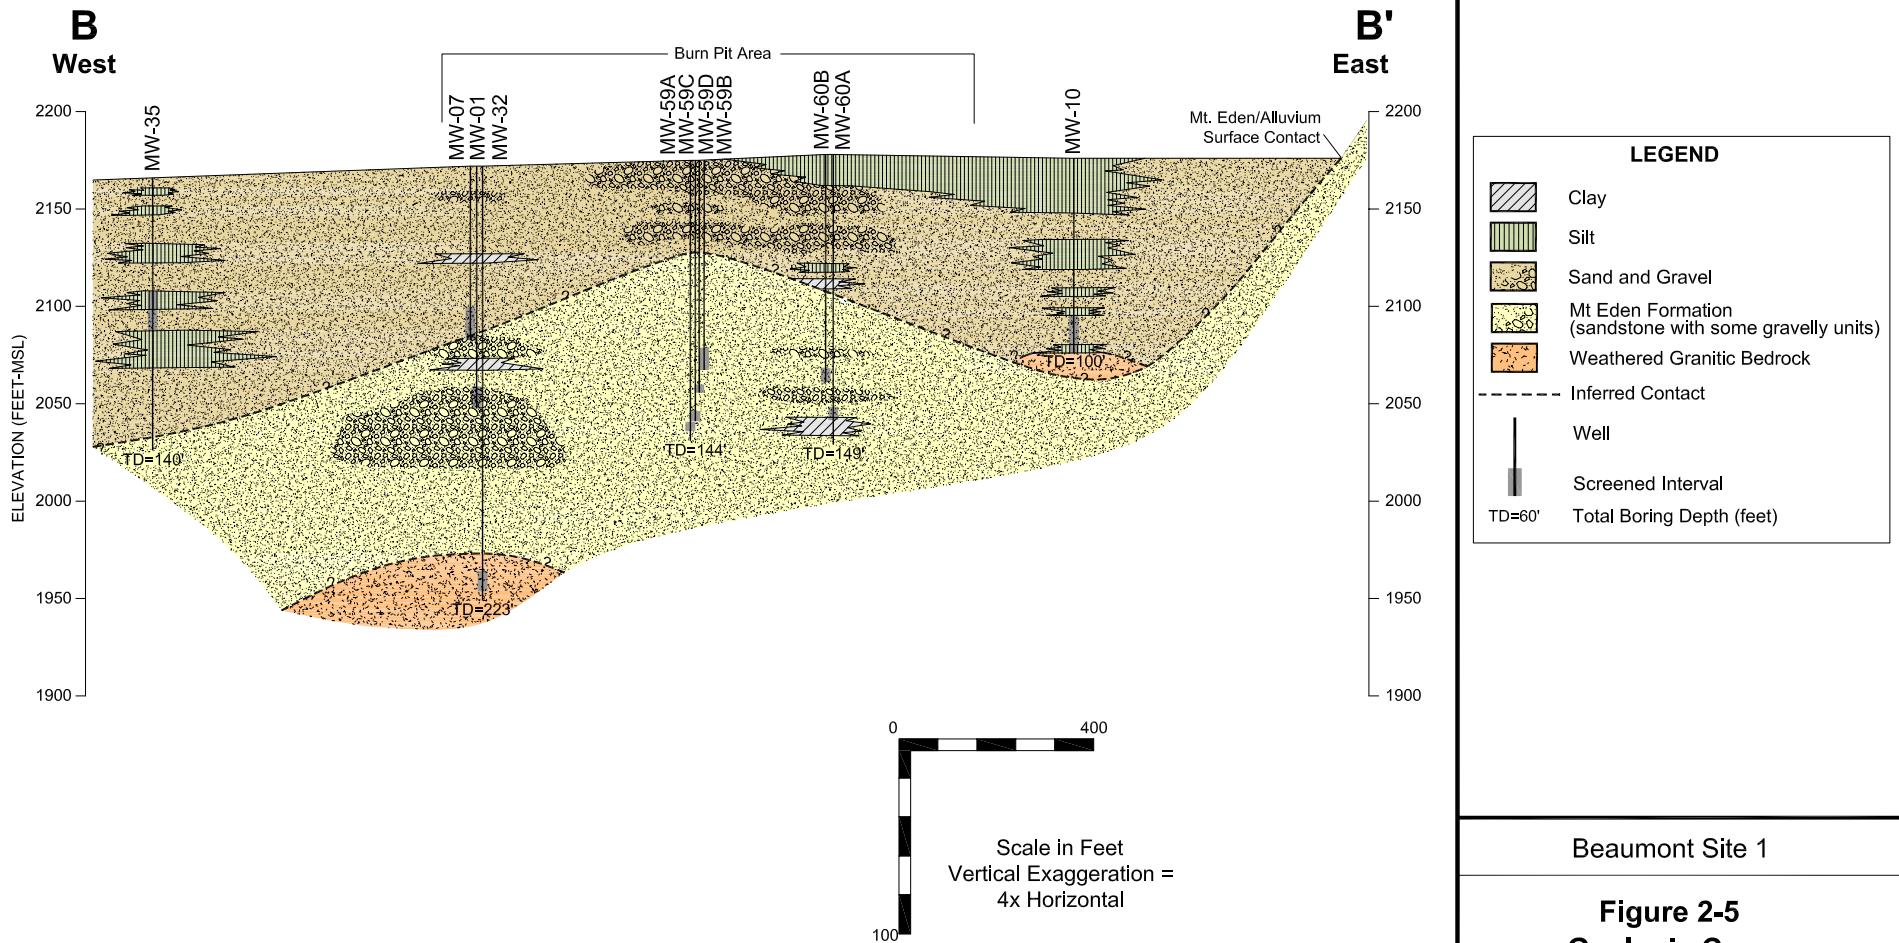 B
West
B'
East
Burn Pit Area
MW-35
MW-07
MW-01
MW-32
MW-59A
MW-59C
MW-59D
MW-59B
MW-60B
MW-60A
MW-10
Mt. Eden/Alluvium
Surface Contact
ELEVATION (FEET-MSL)
2200
2150
2100
2050
2000
1950
1900
2200
2150
2100
2050
2000
1950
1900
?
?
?
?
?
?
?
?
?
?
?
?
TD=140'
TD=223'
TD=144'
TD=149'
TD=100'
0
400
100
Scale in Feet
Vertical Exaggeration =
4x Horizontal
LEGEND
Clay
Silt
Sand and Gravel
Mt Eden Formation
(sandstone with some gravelly units)
Weathered Granitic Bedrock
Inferred Contact
Well
Screened Interval
TD=60'
Total Boring Depth (feet)
Beaumont Site 1
Figure 2-5